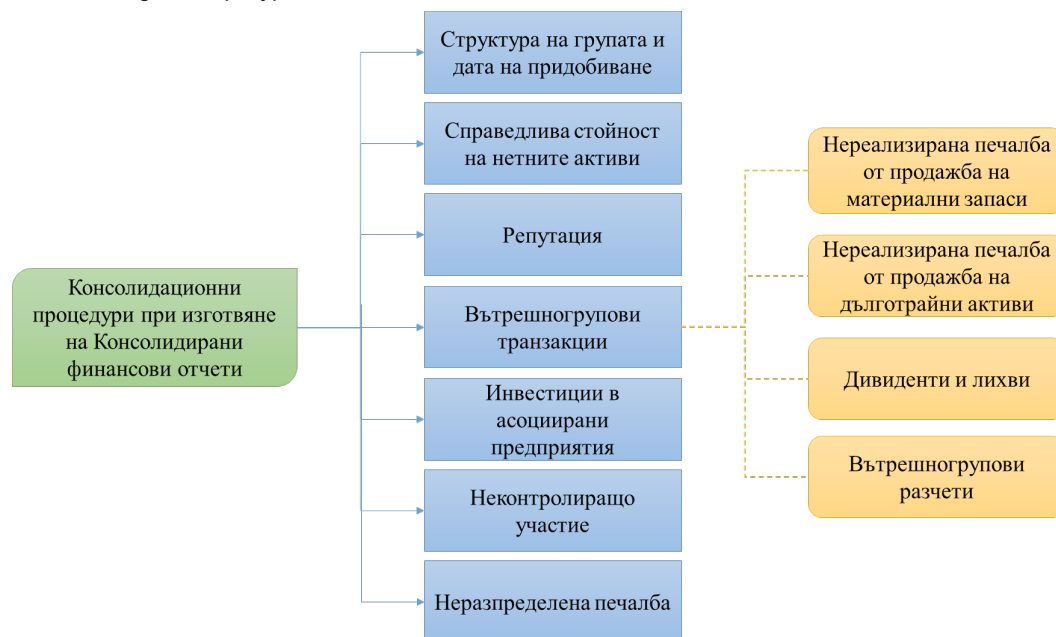 Консолидационни
процедури при изготвяне
на Консолидирани
финансови отчети
Структура на групата и
дата на придобиване
Справедлива стойност
на нетните активи
Репутация
Вътрешногрупови
транзакции
Инвестиции в
асоциирани
предприятия
Неконтролиращо
участие
Неразпределена печалба
Нереализирана печалба
от продажба на
материални запаси
Нереализирана печалба
от продажба на
дълготрайни активи
Дивиденти и лихви
Вътрешногрупови
разчети